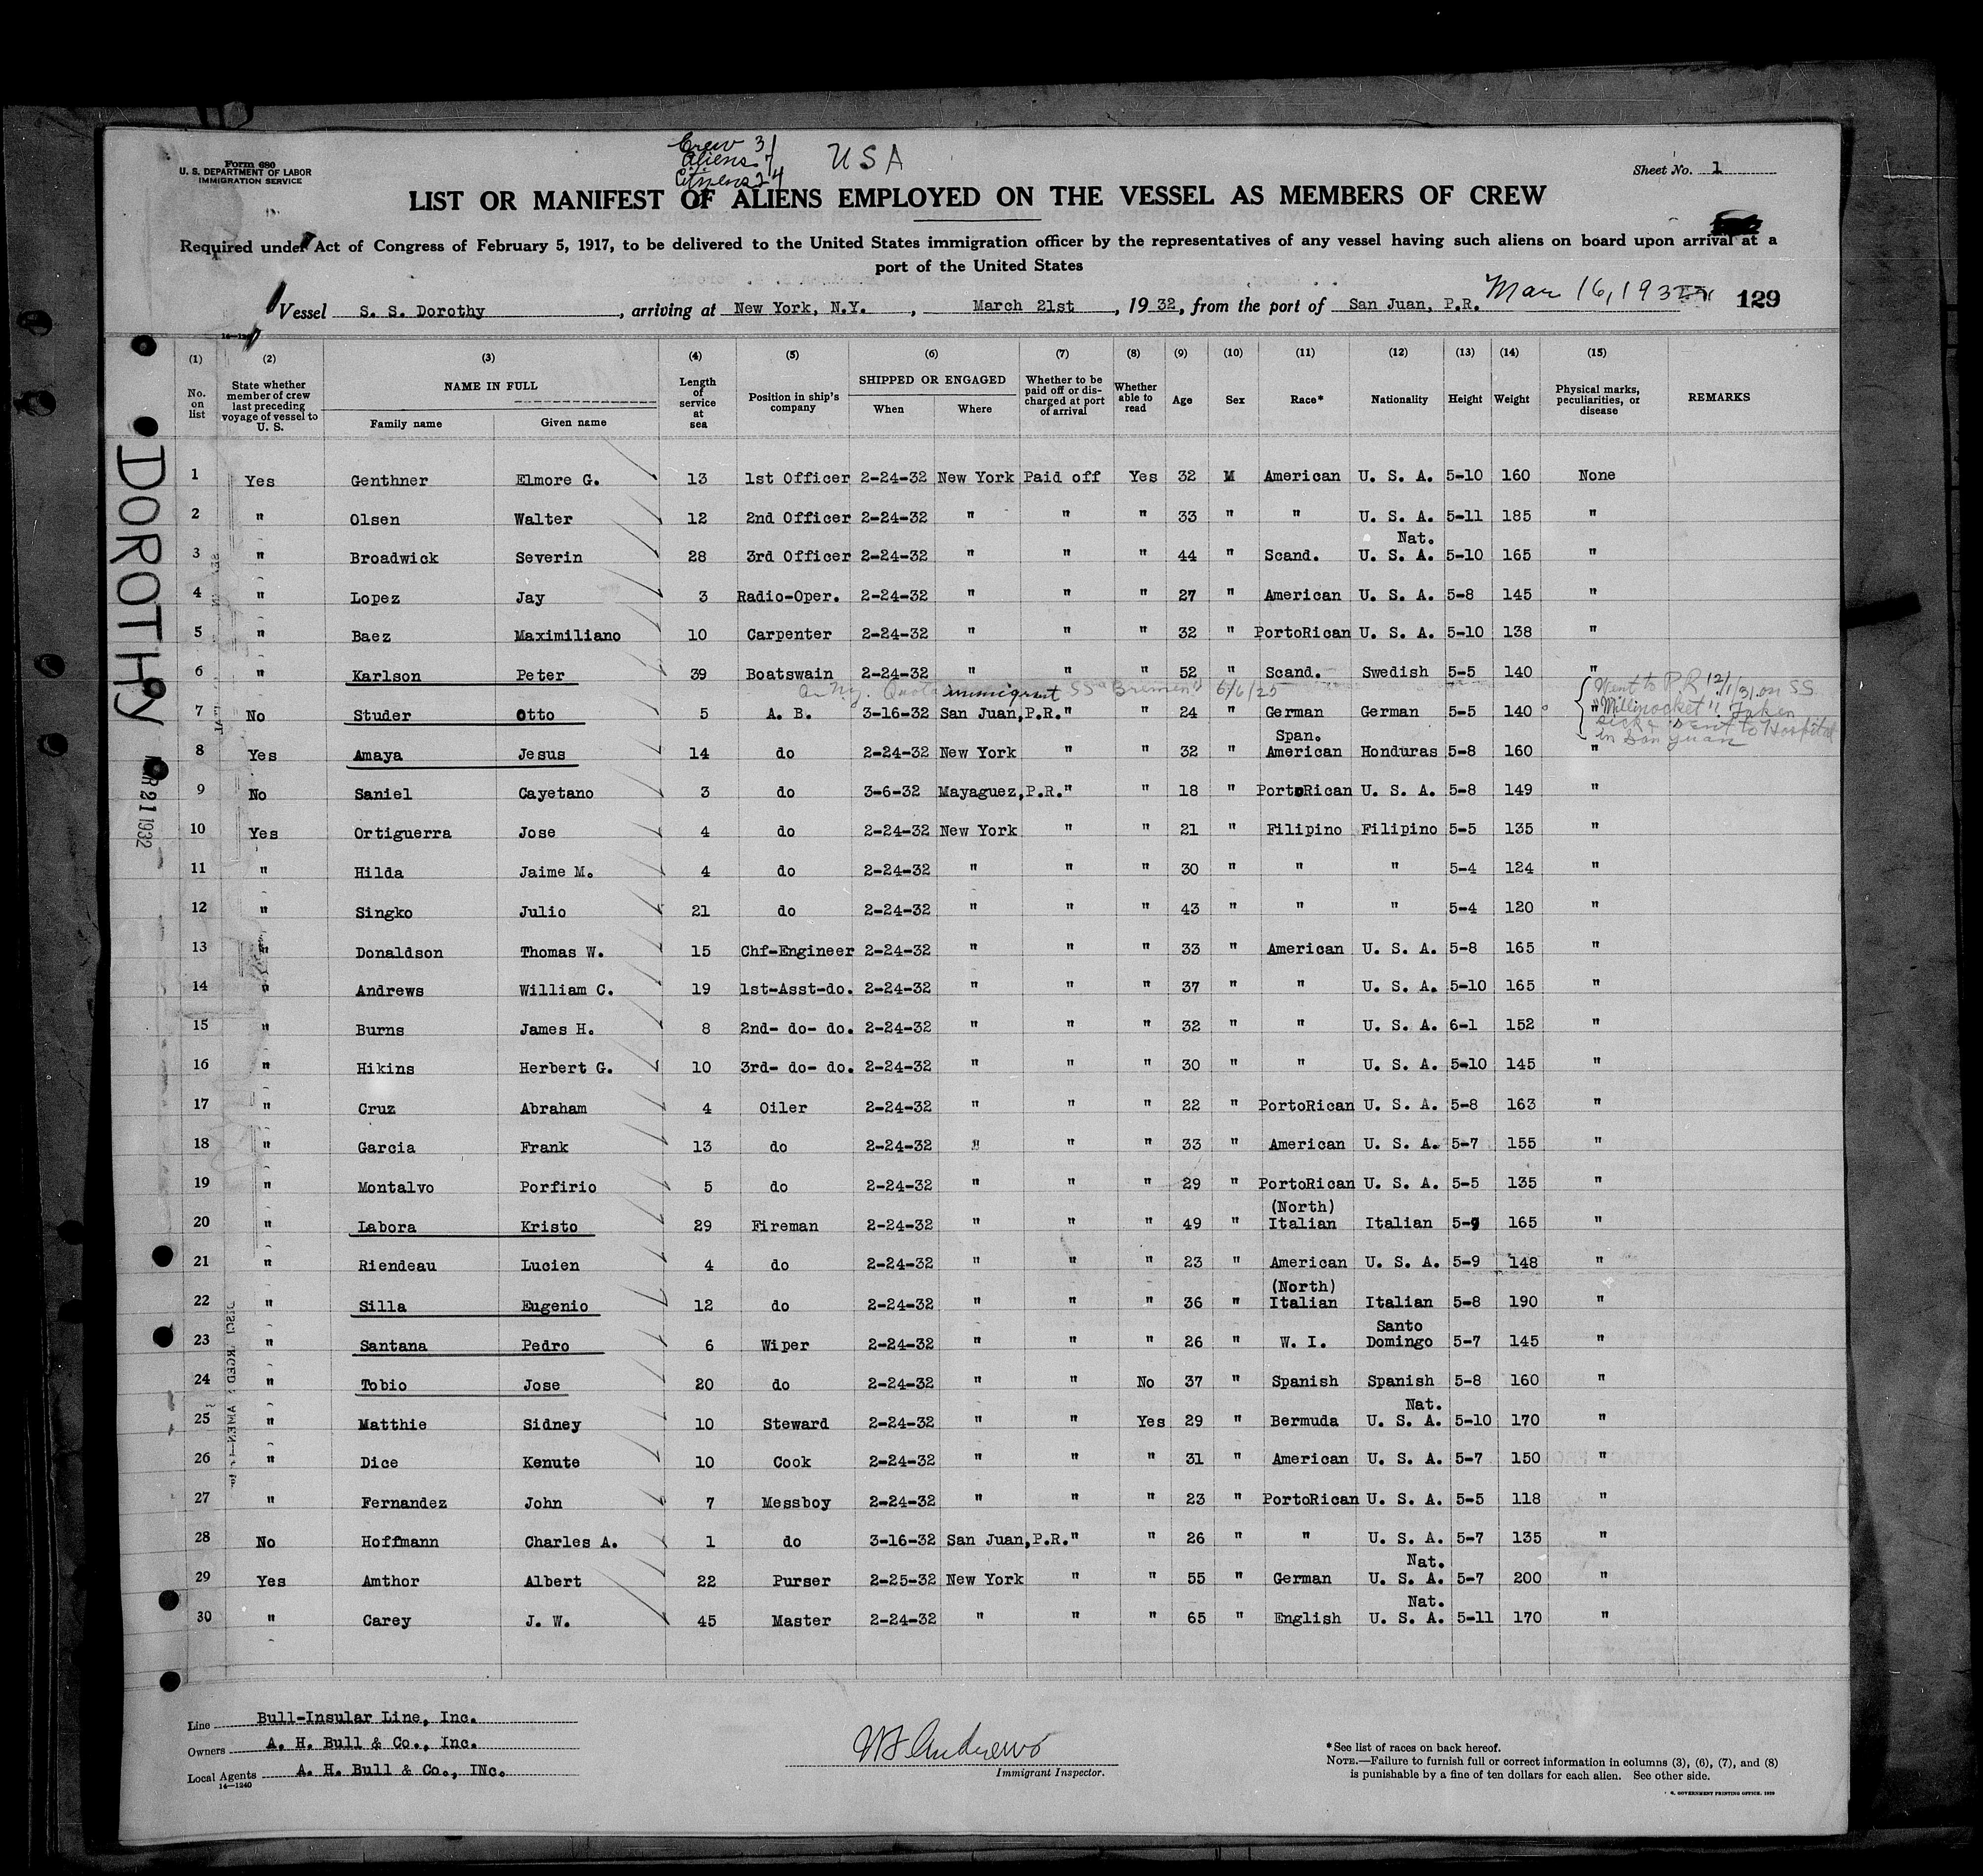 Form 680
U. S. DEPARTMENT OF LABOR
IMMIGRATION SERVICE
Crew 31
Aliens 7
Citizens 24
USA
Sheet No. 1
LIST OR MANIFEST OF ALIENS EMPLOYED ON THE VESSEL AS MEMBERS OF CREW
Required under Act of Congress of February 5, 1917, to be delivered to the United States immigration officer by the representatives of any vessel having such aliens on board upon arrival at a
port of the United States
Vessel S. S. Dorothy, arriving at New York, N.Y., March 21st, 1932, from the port of San Juan, P.R. Mar 16, 193 129
(1) (2) (3) (4) (5) (6) (7) (8) (9) (10) (11) (12) (13) (14) (15)
No. on list State whether member of crew last preceding voyage of vessel to U. S. NAME IN FULL Family name Given name Length of service at sea Position in ship's company SHIPPED OR ENGAGED When Where Whether to be paid off or discharged at port of arrival Whether able to read Age Sex Race* Nationality Height Weight Physical marks, peculiarities, or disease REMARKS
1 Yes Genthner Elmore G. 13 1st Officer 2-24-32 New York Paid off Yes 32 M American U. S. A. 5-10 160 None
2 " Olsen Walter 12 2nd Officer 2-24-32 " " " 33 " " U. S. A. 5-11 185 "
3 " Broadwick Severin 28 3rd Officer 2-24-32 " " " 44 " Scand. Nat. U. S. A. 5-10 165 "
4 " Lopez Jay 3 Radio-Oper. 2-24-32 " " " 27 " American U. S. A. 5-8 145 "
5 " Baez Maximiliano 10 Carpenter 2-24-32 " " " 32 " PortoRican U. S. A. 5-10 138 "
6 " Karlson Peter 39 Boatswain 2-24-32 " " " 52 " Scand. Swedish 5-5 140 "
Quota immigrant SS "Bremen" 6/6/25
7 No Studer Otto 5 A. B. 3-16-32 San Juan, P.R. " " 24 " German German 5-5 140 " Went to P.R 12/1/31 on SS
"Millinocket" Taken
sick & sent to Hospital
in San Juan
8 Yes Amaya Jesus 14 do 2-24-32 New York " " 32 " Span. American Honduras 5-8 160 "
9 No Saniel Cayetano 3 do 3-6-32 Mayaguez, P.R. " " 18 " PortoRican U. S. A. 5-8 149 "
10 Yes Ortiguerra Jose 4 do 2-24-32 New York " " 21 " Filipino Filipino 5-5 135 "
11 " Hilda Jaime M. 4 do 2-24-32 " " " 30 " " " 5-4 124 "
12 " Singko Julio 21 do 2-24-32 " " " 43 " " " 5-4 120 "
13 " Donaldson Thomas W. 15 Chf-Engineer 2-24-32 " " " 33 " American U. S. A. 5-8 165 "
14 " Andrews William C. 19 1st-Asst-do. 2-24-32 " " " 37 " " U. S. A. 5-10 165 "
15 " Burns James H. 8 2nd- do- do. 2-24-32 " " " 32 " " U. S. A. 6-1 152 "
16 " Hikins Herbert G. 10 3rd- do- do. 2-24-32 " " " 30 " " U. S. A. 5-10 145 "
17 " Cruz Abraham 4 Oiler 2-24-32 " " " 22 " PortoRican U. S. A. 5-8 163 "
18 " Garcia Frank 13 do 2-24-32 " " " 33 " American U. S. A. 5-7 155 "
19 " Montalvo Porfirio 5 do 2-24-32 " " " 29 " PortoRican U. S. A. 5-5 135 "
20 " Labora Kristo 29 Fireman 2-24-32 " " " 49 " (North) Italian Italian 5-9 165 "
21 " Riendeau Lucien 4 do 2-24-32 " " " 23 " American U. S. A. 5-9 148 "
22 " Silla Eugenio 12 do 2-24-32 " " " 36 " (North) Italian Italian 5-8 190 "
23 " Santana Pedro 6 Wiper 2-24-32 " " " 26 " W. I. Santo Domingo 5-7 145 "
24 " Tobio Jose 20 do 2-24-32 " " No 37 " Spanish Spanish 5-8 160 "
25 " Matthie Sidney 10 Steward 2-24-32 " " Yes 29 " Bermuda Nat. U. S. A. 5-10 170 "
26 " Dice Kenute 10 Cook 2-24-32 " " " 31 " American U. S. A. 5-7 150 "
27 " Fernandez John 7 Messboy 2-24-32 " " " 23 " PortoRican U. S. A. 5-5 118 "
28 No Hoffmann Charles A. 1 do 3-16-32 San Juan, P.R. " " 26 " " U. S. A. 5-7 135 "
29 Yes Amthor Albert 22 Purser 2-25-32 New York " " 55 " German Nat. U. S. A. 5-7 200 "
30 " Carey J. W. 45 Master 2-24-32 " " " 65 " English Nat. U. S. A. 5-11 170 "
DOROTHY
MAR 21 1932
Line Bull-Insular Line, Inc.
Owners A. H. Bull & Co., Inc.
Local Agents A. H. Bull & Co., INc.
14-1240
Andrews
Immigrant Inspector.
*See list of races on back hereof.
NOTE.—Failure to furnish full or correct information in columns (3), (6), (7), and (8)
is punishable by a fine of ten dollars for each alien. See other side.
GOVERNMENT PRINTING OFFICE